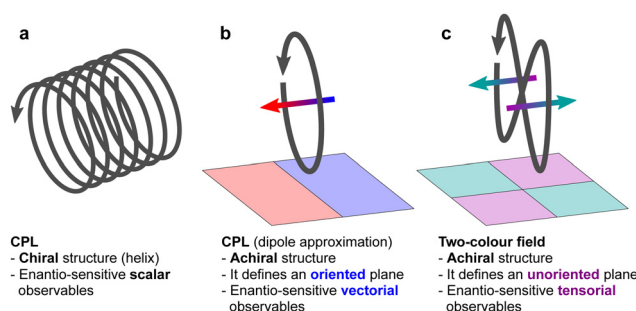 a
CPL
- Chiral structure (helix)
- Enantio-sensitive scalar
observables
b
CPL (dipole approximation)
- Achiral structure
- It defines an oriented plane
- Enantio-sensitive vectorial
observables
c
Two-colour field
- Achiral structure
- It defines an unoriented plane
- Enantio-sensitive tensorial
observables